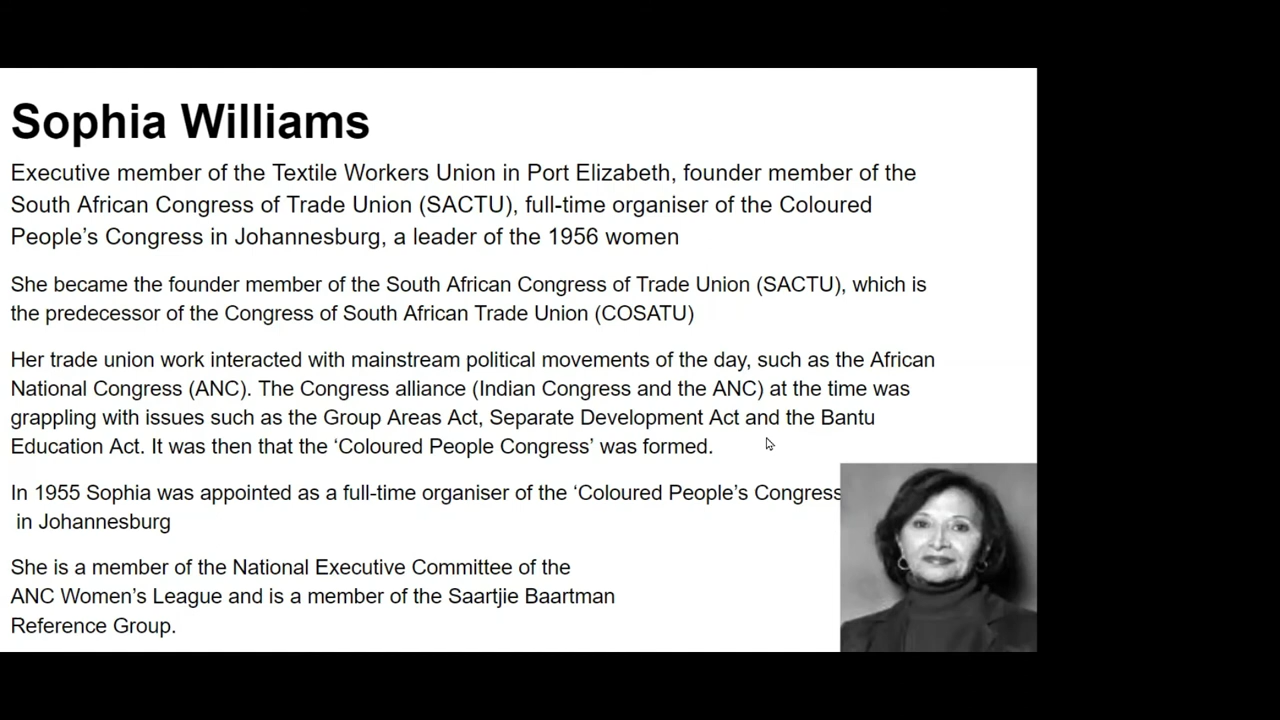 Sophia Williams
Executive member of the Textile Workers Union in Port Elizabeth, founder member of the
South African Congress of Trade Union (SACTU), full-time organiser of the Coloured
People’s Congress in Johannesburg, a leader of the 1956 women
She became the founder member of the South African Congress of Trade Union (SACTU), which is
the predecessor of the Congress of South African Trade Union (COSATU)
Her trade union work interacted with mainstream political movements of the day, such as the African
National Congress (ANC). The Congress alliance (Indian Congress and the ANC) at the time was
grappling with issues such as the Group Areas Act, Separate Development Act and the Bantu
Education Act. It was then that the ‘Coloured People Congress’ was formed.
In 1955 Sophia was appointed as a full-time organiser of the ‘Coloured People’s Congress
in Johannesburg
She is a member of the National Executive Committee of the
ANC Women’s League and is a member of the Saartjie Baartman
Reference Group.